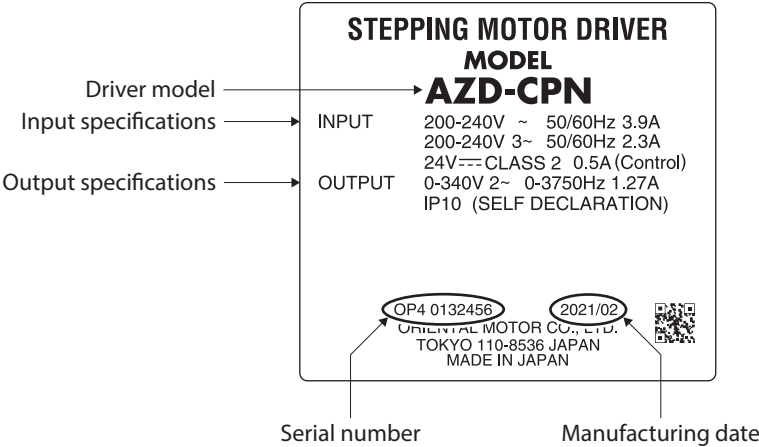 STEPPING MOTOR DRIVER
MODEL
Driver model AZD-CPN
Input specifications INPUT 200-240V ~ 50/60Hz 3.9A
200-240V 3~ 50/60Hz 2.3A
24V⎓CLASS 2 0.5A (Control)
Output specifications OUTPUT 0-340V 2~ 0-3750Hz 1.27A
IP10 (SELF DECLARATION)
OP4 0132456 2021/02
ORIENTAL MOTOR CO., LTD.
TOKYO 110-8536 JAPAN
MADE IN JAPAN
Serial number Manufacturing date